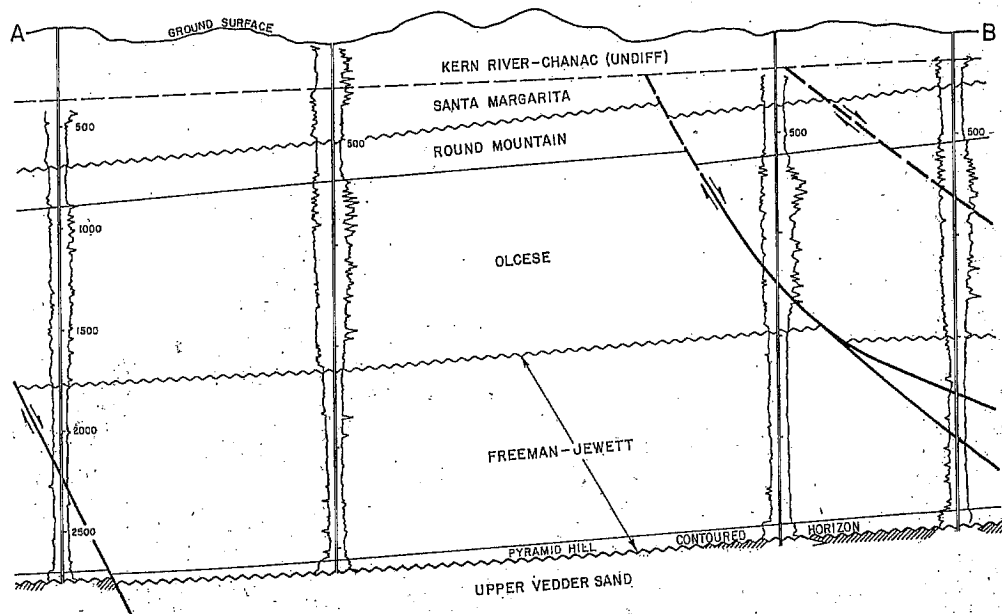 A
GROUND SURFACE
B
KERN RIVER-CHANAC (UNDIFF)
SANTA MARGARITA
500
500
500
500
ROUND MOUNTAIN
1000
OLCESE
1500
2000
FREEMAN-JEWETT
2500
PYRAMID HILL
CONTOURED
HORIZON
UPPER VEDDER SAND